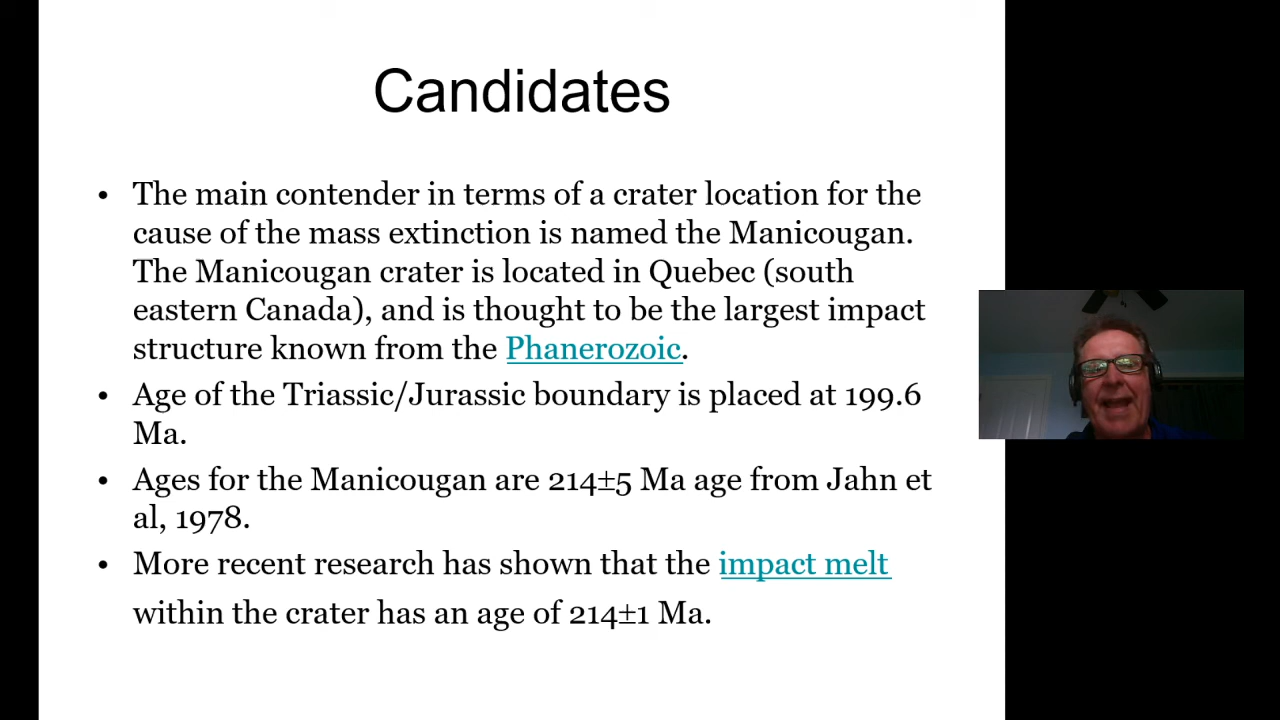 Candidates
• The main contender in terms of a crater location for the
cause of the mass extinction is named the Manicougan.
The Manicougan crater is located in Quebec (south
eastern Canada), and is thought to be the largest impact
structure known from the Phanerozoic.
• Age of the Triassic/Jurassic boundary is placed at 199.6
Ma.
• Ages for the Manicougan are 214±5 Ma age from Jahn et
al, 1978.
• More recent research has shown that the impact melt
within the crater has an age of 214±1 Ma.